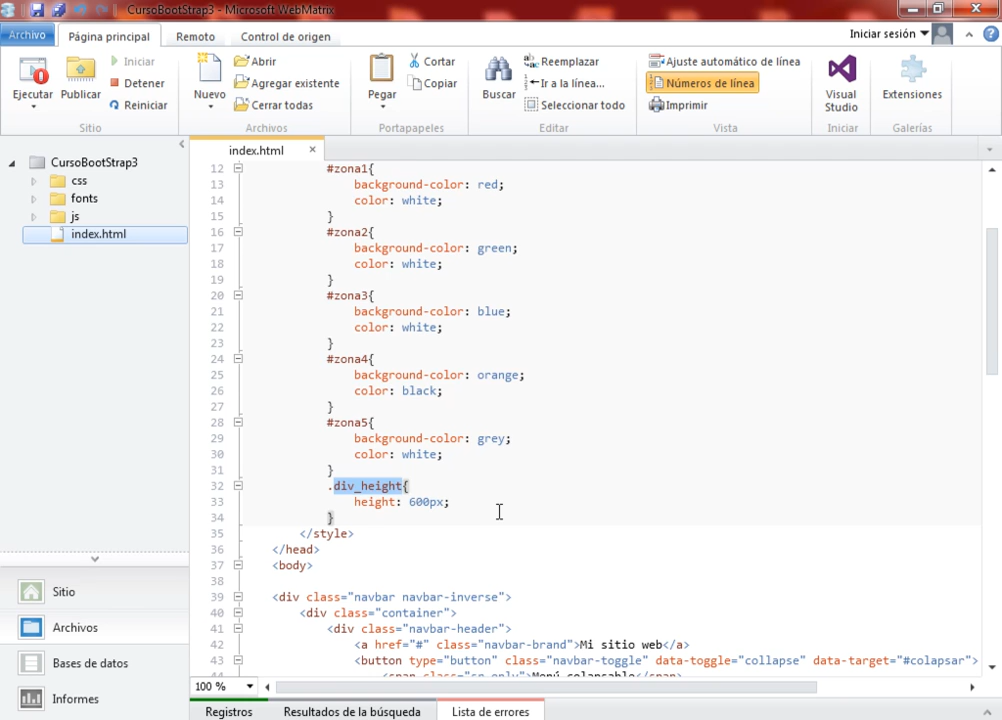 CursoBootStrap3 - Microsoft WebMatrix
Archivo
Página principal
Remoto
Control de origen
Iniciar sesión
Ejecutar
Publicar
Iniciar
Detener
Reiniciar
Sitio
Nuevo
Abrir
Agregar existente
Cerrar todas
Archivos
Pegar
Cortar
Copiar
Portapapeles
Buscar
Reemplazar
Ir a la línea...
Seleccionar todo
Editar
Ajuste automático de línea
Números de línea
Imprimir
Vista
Visual Studio
Iniciar
Extensiones
Galerías
CursoBootStrap3
css
fonts
js
index.html
Sitio
Archivos
Bases de datos
Informes
index.html
12 #zona1{
13 background-color: red;
14 color: white;
15 }
16 #zona2{
17 background-color: green;
18 color: white;
19 }
20 #zona3{
21 background-color: blue;
22 color: white;
23 }
24 #zona4{
25 background-color: orange;
26 color: black;
27 }
28 #zona5{
29 background-color: grey;
30 color: white;
31 }
32 .div_height{
33 height: 600px;
34 }
35 </style>
36 </head>
37 <body>
38
39 <div class="navbar navbar-inverse">
40 <div class="container">
41 <div class="navbar-header">
42 <a href="#" class="navbar-brand">Mi sitio web</a>
43 <button type="button" class="navbar-toggle" data-toggle="collapse" data-target="#colapsar">
44 <span class="sr-only">Menú colapsable</span>
100 %
Registros
Resultados de la búsqueda
Lista de errores